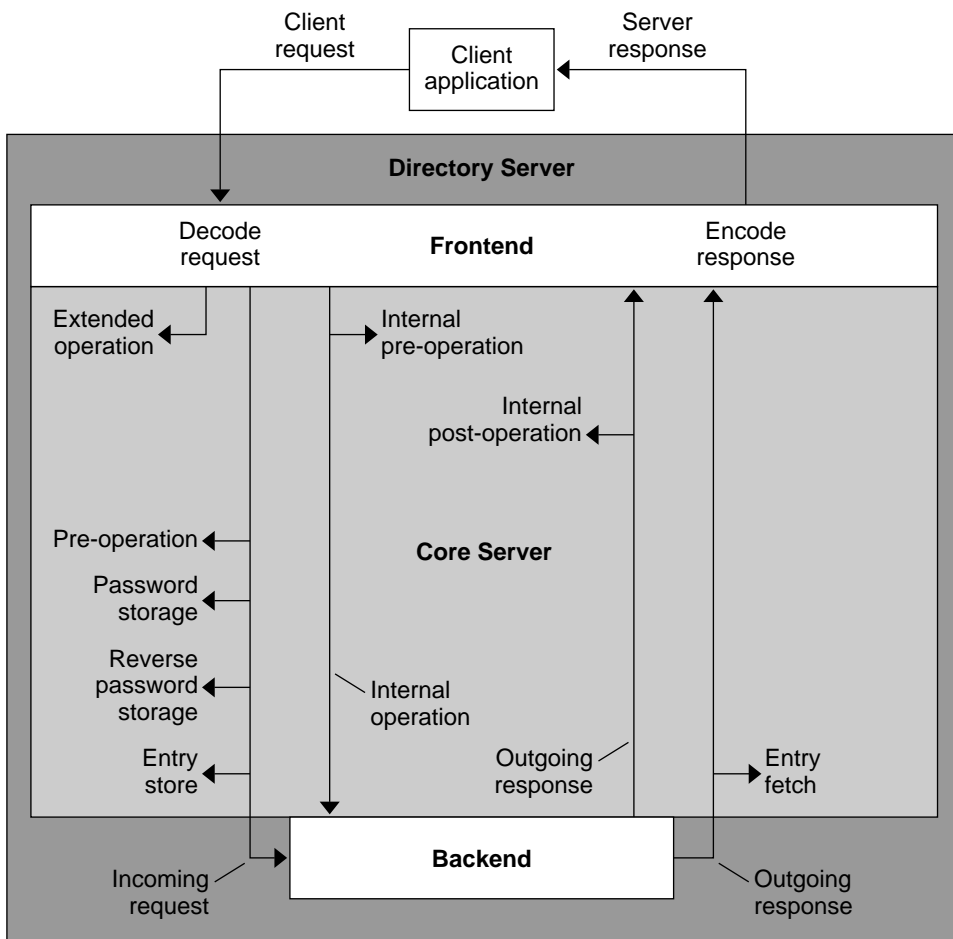 Client
request
Client
application
Server
response
Directory Server
Decode
request
Frontend
Encode
response
Extended
operation
Internal
pre-operation
Internal
post-operation
Pre-operation
Core Server
Password
storage
Reverse
password
storage
Internal
operation
Entry
store
Outgoing
response
Entry
fetch
Backend
Incoming
request
Outgoing
response